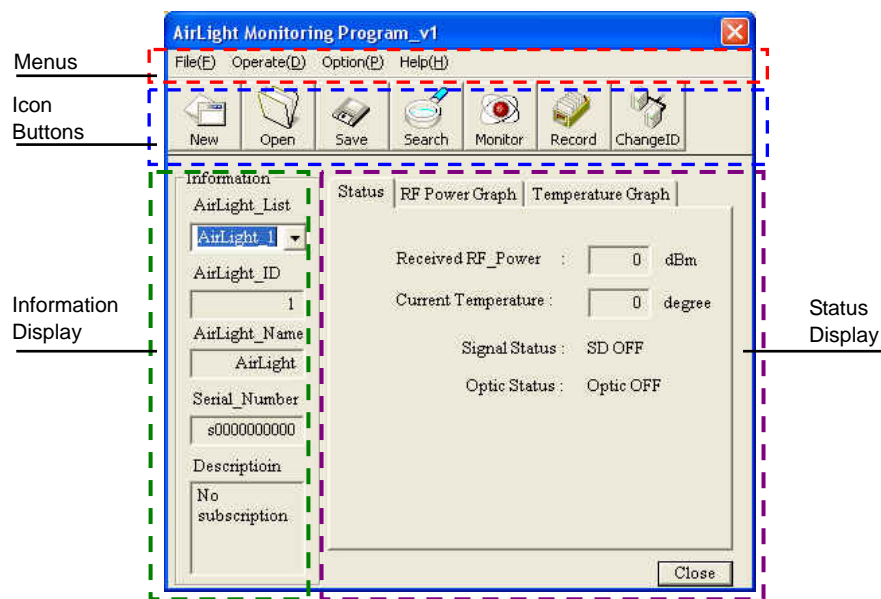 AirLight Monitoring Program_v1
Menus
File(F) Operate(D) Option(P) Help(H)
Icon
Buttons
New Open Save Search Monitor Record ChangeID
Information
AirLight_List
AirLight_1
AirLight_ID
1
AirLight_Name
AirLight
Serial_Number
s0000000000
Descriptioin
No
subscription
Information
Display
Status RF Power Graph Temperature Graph
Received RF_Power : 0 dBm
Current Temperature : 0 degree
Signal Status : SD OFF
Optic Status : Optic OFF
Status
Display
Close